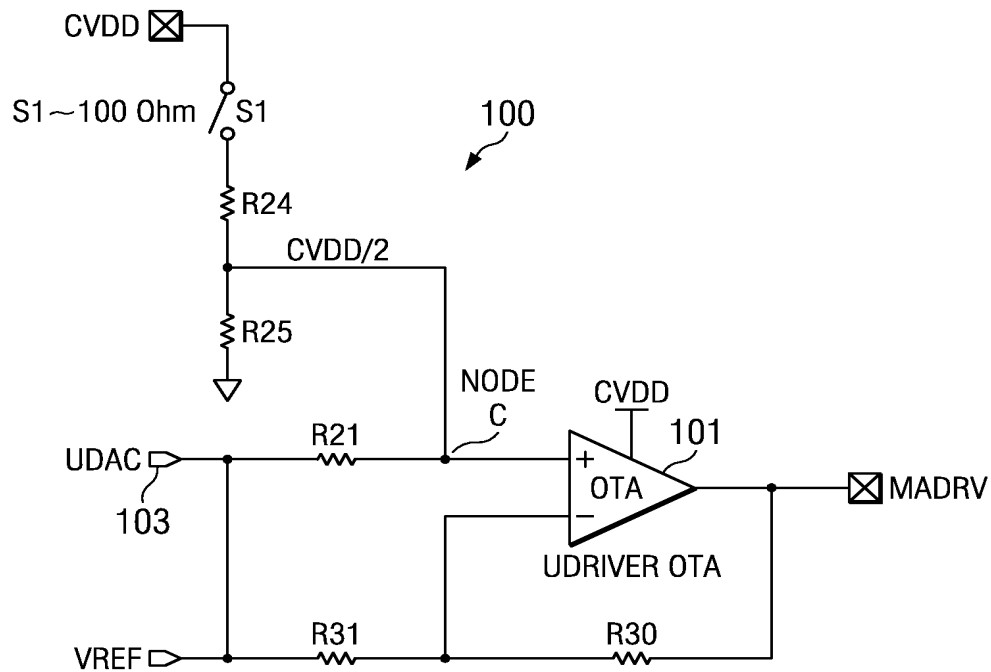 CVDD
S1~100 Ohm
S1
100
R24
CVDD/2
R25
NODE
C
CVDD
101
R21
UDAC
103
+
OTA
−
MADRV
UDRIVER OTA
R31
R30
VREF